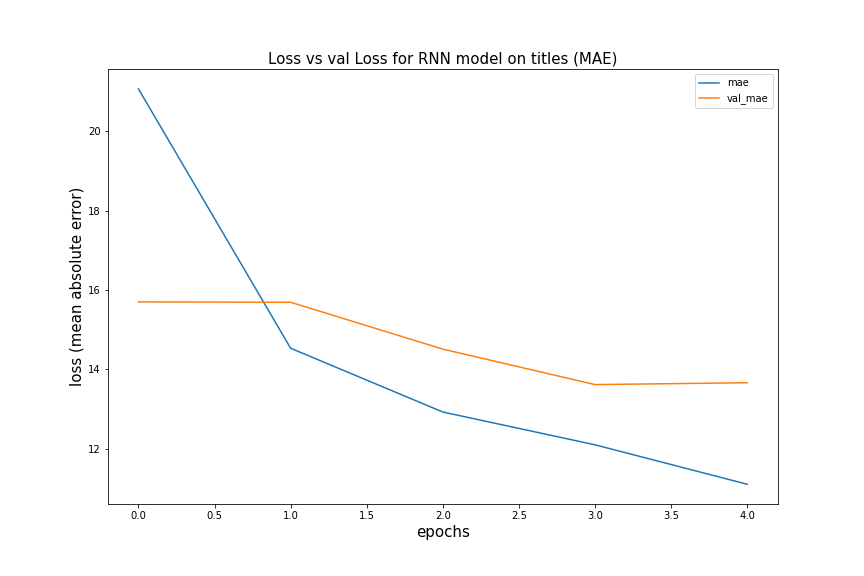 Loss vs val Loss for RNN model on titles (MAE)
mae
val_mae
loss (mean absolute error)
20
18
16
14
12
0.0 0.5 1.0 1.5 2.0 2.5 3.0 3.5 4.0
epochs